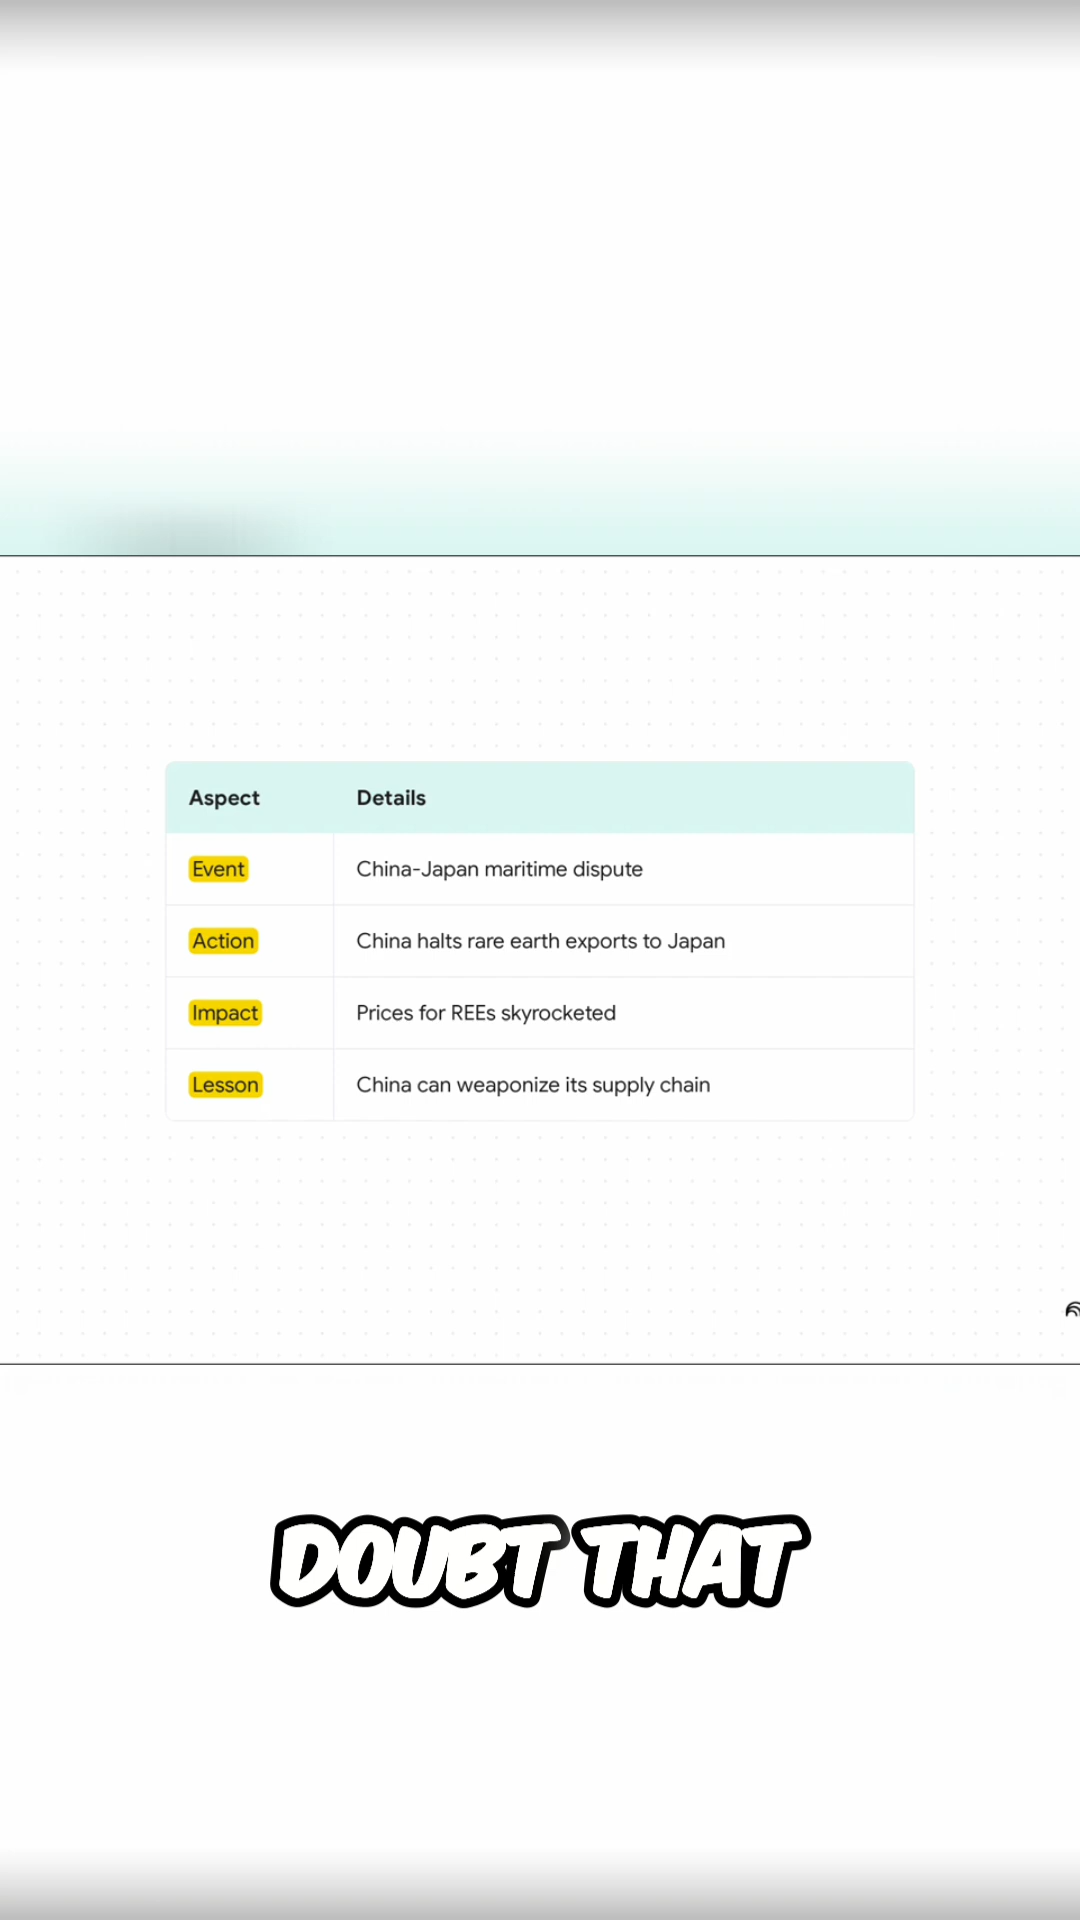 Aspect Details
Event China-Japan maritime dispute
Action China halts rare earth exports to Japan
Impact Prices for REEs skyrocketed
Lesson China can weaponize its supply chain
DOUBT THAT